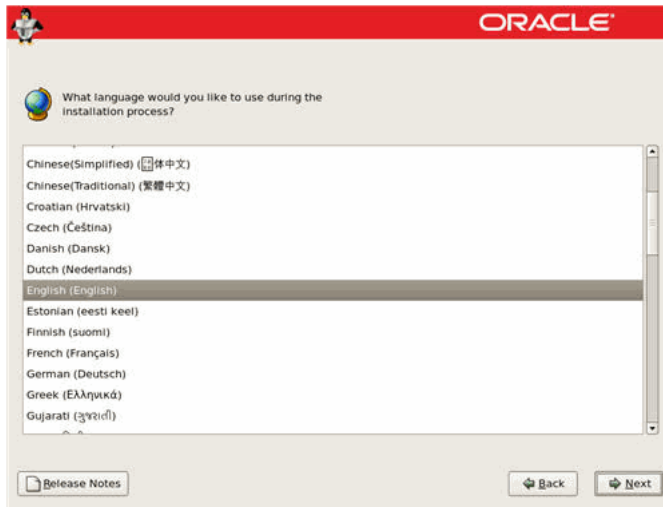 ORACLE
What language would you like to use during the
installation process?
Chinese(Simplified) (体中文)
Chinese(Traditional) (繁體中文)
Croatian (Hrvatski)
Czech (Čeština)
Danish (Dansk)
Dutch (Nederlands)
English (English)
Estonian (eesti keel)
Finnish (suomi)
French (Français)
German (Deutsch)
Greek (Ελληνικά)
Gujarati (ગુજરાતી)
Release Notes
Back
Next